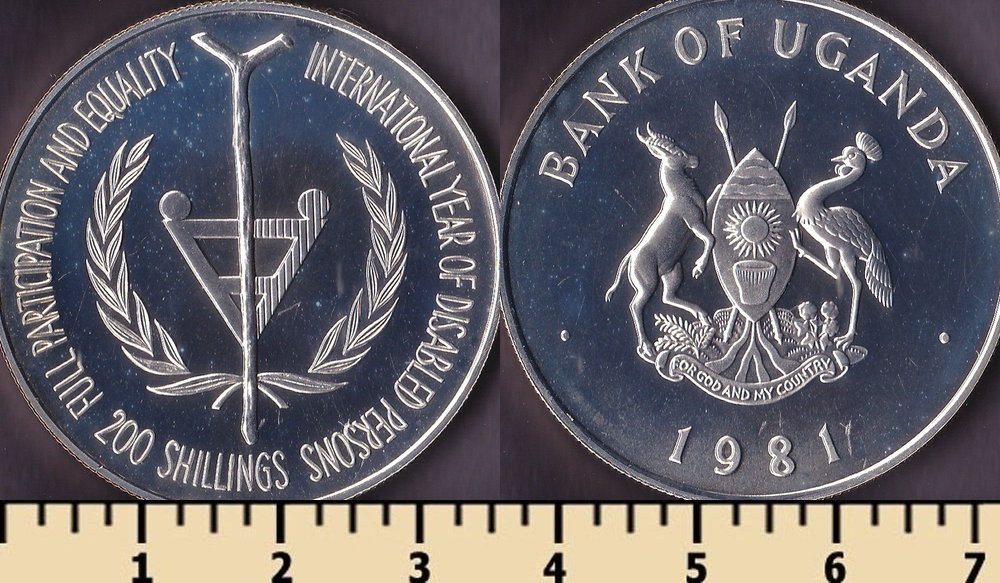 FULL PARTICIPATION AND EQUALITY
INTERNATIONAL YEAR OF DISABLED PERSONS
200 SHILLINGS
BANK OF UGANDA
FOR GOD AND MY COUNTRY
1981
1 2 3 4 5 6 7